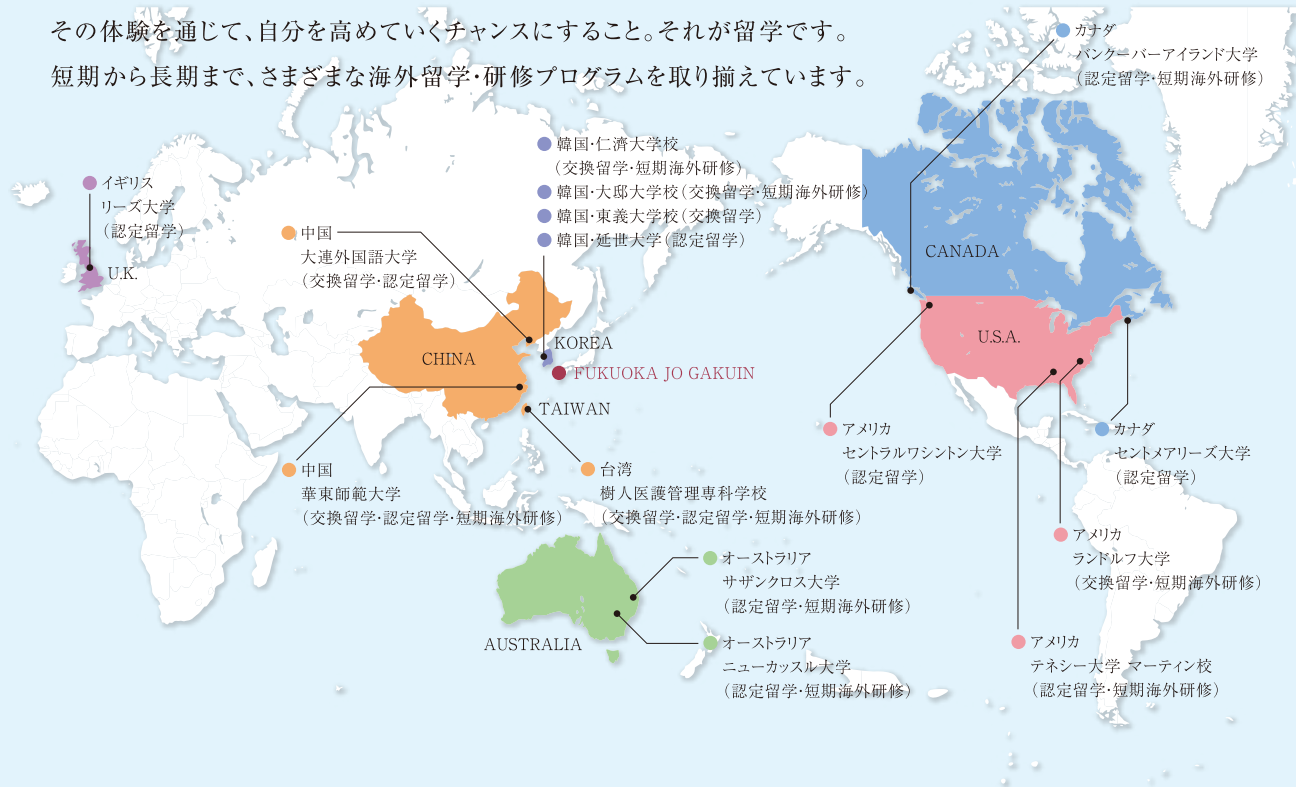 その体験を通じて、自分を高めていくチャンスにすること。それが留学です。
短期から長期まで、さまざまな海外留学・研修プログラムを取り揃えています。
カナダ
バンクーバーアイランド大学
（認定留学・短期海外研修）
韓国・仁濟大学校
（交換留学・短期海外研修）
韓国・大邸大学校（交換留学・短期海外研修）
韓国・東義大学校（交換留学）
韓国・延世大学（認定留学）
イギリス
リーズ大学
（認定留学）
U.K.
中国
大連外国語大学
（交換留学・認定留学）
CANADA
KOREA
U.S.A.
CHINA
FUKUOKA JO GAKUIN
TAIWAN
アメリカ
セントラルワシントン大学
（認定留学）
カナダ
セントメアリーズ大学
（認定留学）
中国
華東師範大学
（交換留学・認定留学・短期海外研修）
台湾
樹人医護管理専科学校
（交換留学・認定留学・短期海外研修）
アメリカ
ランドルフ大学
（交換留学・短期海外研修）
オーストラリア
サザンクロス大学
（認定留学・短期海外研修）
AUSTRALIA
オーストラリア
ニューカッスル大学
（認定留学・短期海外研修）
アメリカ
テネシー大学 マーティン校
（認定留学・短期海外研修）